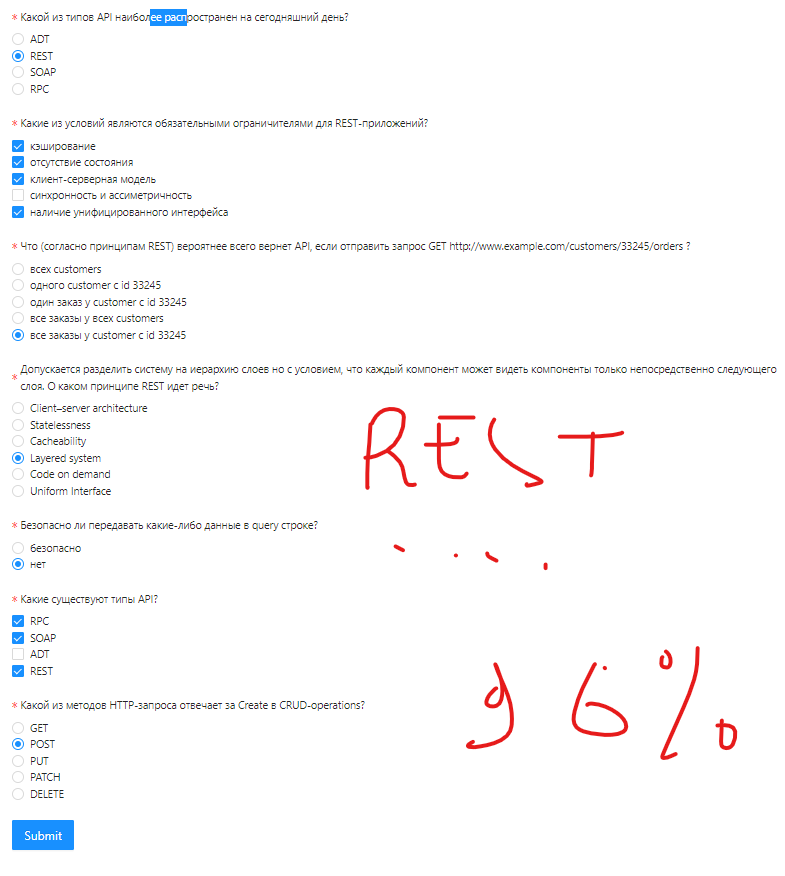 * Какой из типов API наиболее распространен на сегодняшний день?
ADT
REST
SOAP
RPC
* Какие из условий являются обязательными ограничителями для REST-приложений?
кэширование
отсутствие состояния
клиент-серверная модель
синхронность и ассиметричность
наличие унифицированного интерфейса
* Что (согласно принципам REST) вероятнее всего вернет API, если отправить запрос GET http://www.example.com/customers/33245/orders ?
всех customers
одного customer с id 33245
один заказ у customer с id 33245
все заказы у всех customers
все заказы у customer с id 33245
* Допускается разделить систему на иерархию слоев но с условием, что каждый компонент может видеть компоненты только непосредственно следующего
слоя. О каком принципе REST идет речь?
Client–server architecture
Statelessness
Cacheability
Layered system
Code on demand
Uniform Interface
REST
* Безопасно ли передавать какие-либо данные в query строке?
безопасно
нет
. . . .
* Какие существуют типы API?
RPC
SOAP
ADT
REST
96%
* Какой из методов HTTP-запроса отвечает за Create в CRUD-operations?
GET
POST
PUT
PATCH
DELETE
Submit